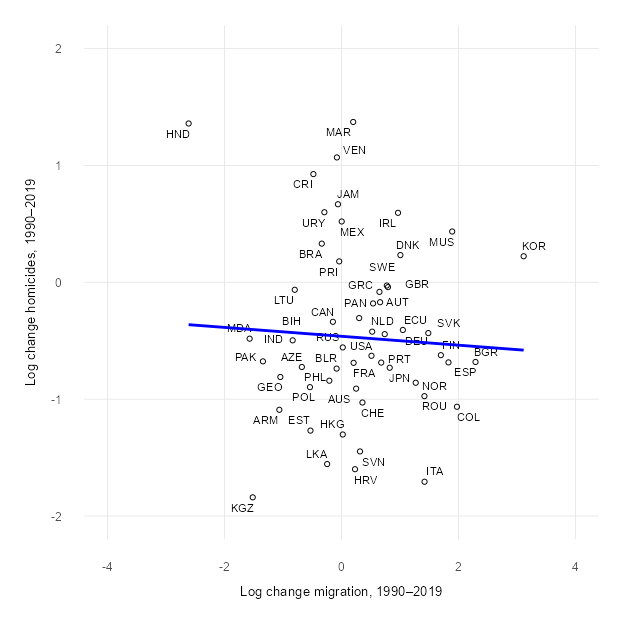 2
HND
MAR
VEN
1
CRI
JAM
URY
IRL
MEX
MUS
BRA
DNK
KOR
PRI
SWE
0
GRC
GBR
LTU
PAN
AUT
CAN
BIH
NLD
ECU
SVK
MDA
IND
RUS
USA
DEU
FIN
BGR
PAK
AZE
BLR
PRT
GEO
PHL
FRA
JPN
ESP
NOR
-1
POL
AUS
ROU
CHE
COL
ARM
EST
HKG
LKA
SVN
HRV
ITA
KGZ
-2
-4
-2
0
2
4
Log change migration, 1990–2019
Log change homicides, 1990–2019